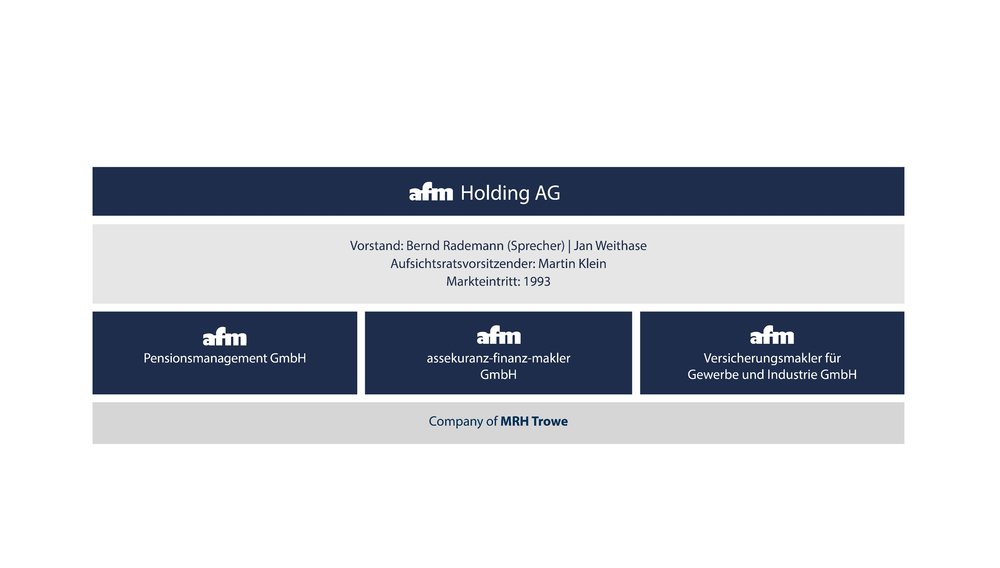 afm Holding AG
Vorstand: Bernd Rademann (Sprecher) | Jan Weithase
Aufsichtsratsvorsitzender: Martin Klein
Markteintritt: 1993
afm
Pensionsmanagement GmbH
afm
assekuranz-finanz-makler
GmbH
afm
Versicherungsmakler für
Gewerbe und Industrie GmbH
Company of MRH Trowe